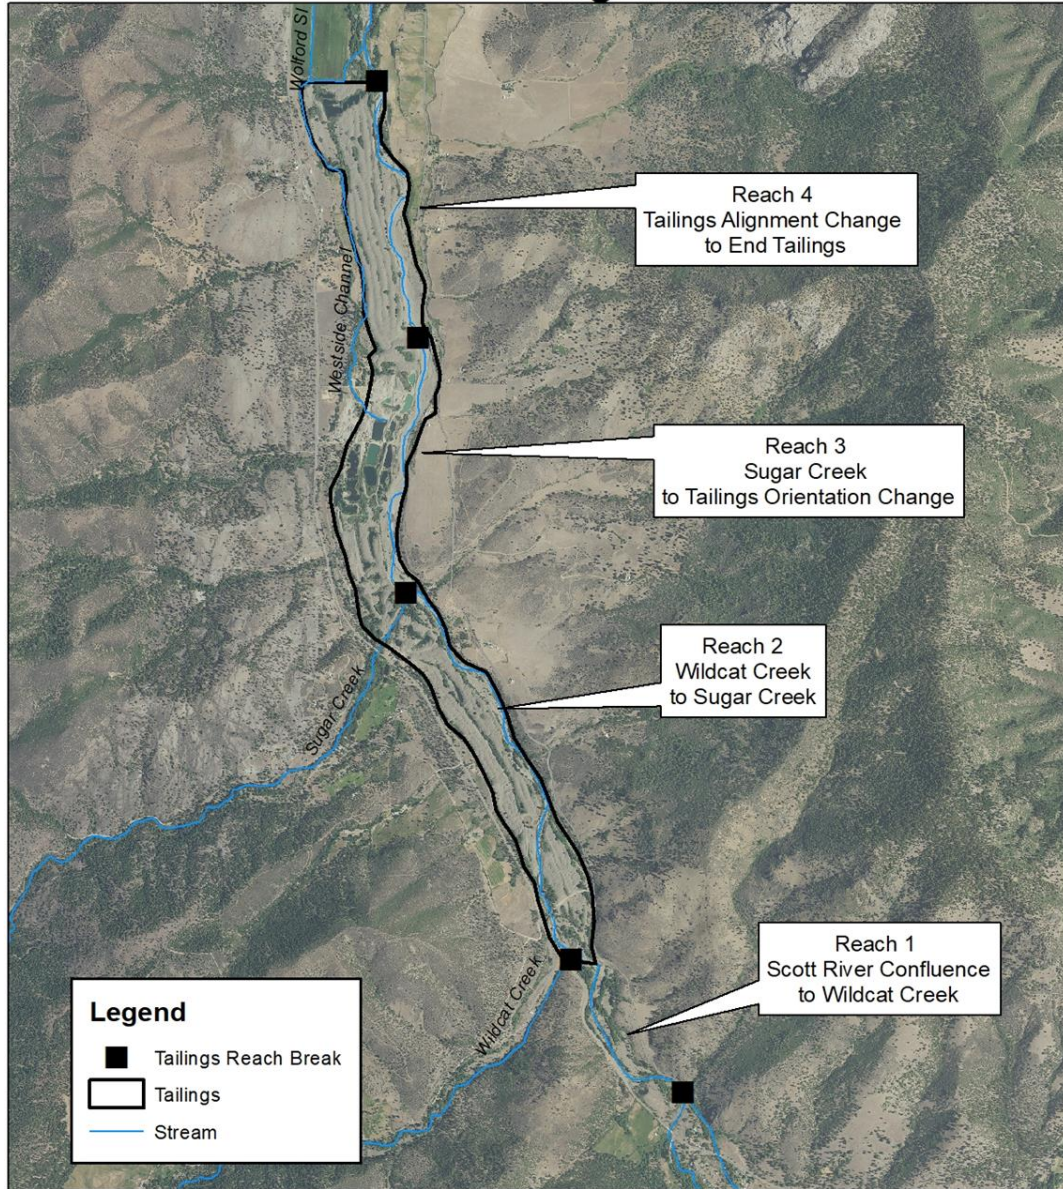 Wolford Sl
Reach 4
Tailings Alignment Change
to End Tailings
Westside Channel
Reach 3
Sugar Creek
to Tailings Orientation Change
Reach 2
Wildcat Creek
to Sugar Creek
Sugar Creek
Reach 1
Scott River Confluence
to Wildcat Creek
Wildcat Creek
Legend
Tailings Reach Break
Tailings
Stream